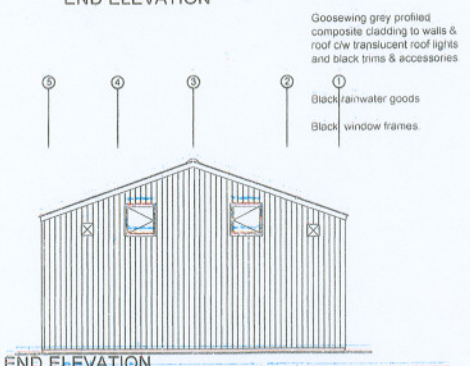 END ELEVATION
Goosewing grey profiled
composite cladding to walls &
roof c/w translucent roof lights
and black trims & accessories
5 4 3 2 1
Black rainwater goods
Black window frames
END ELEVATION